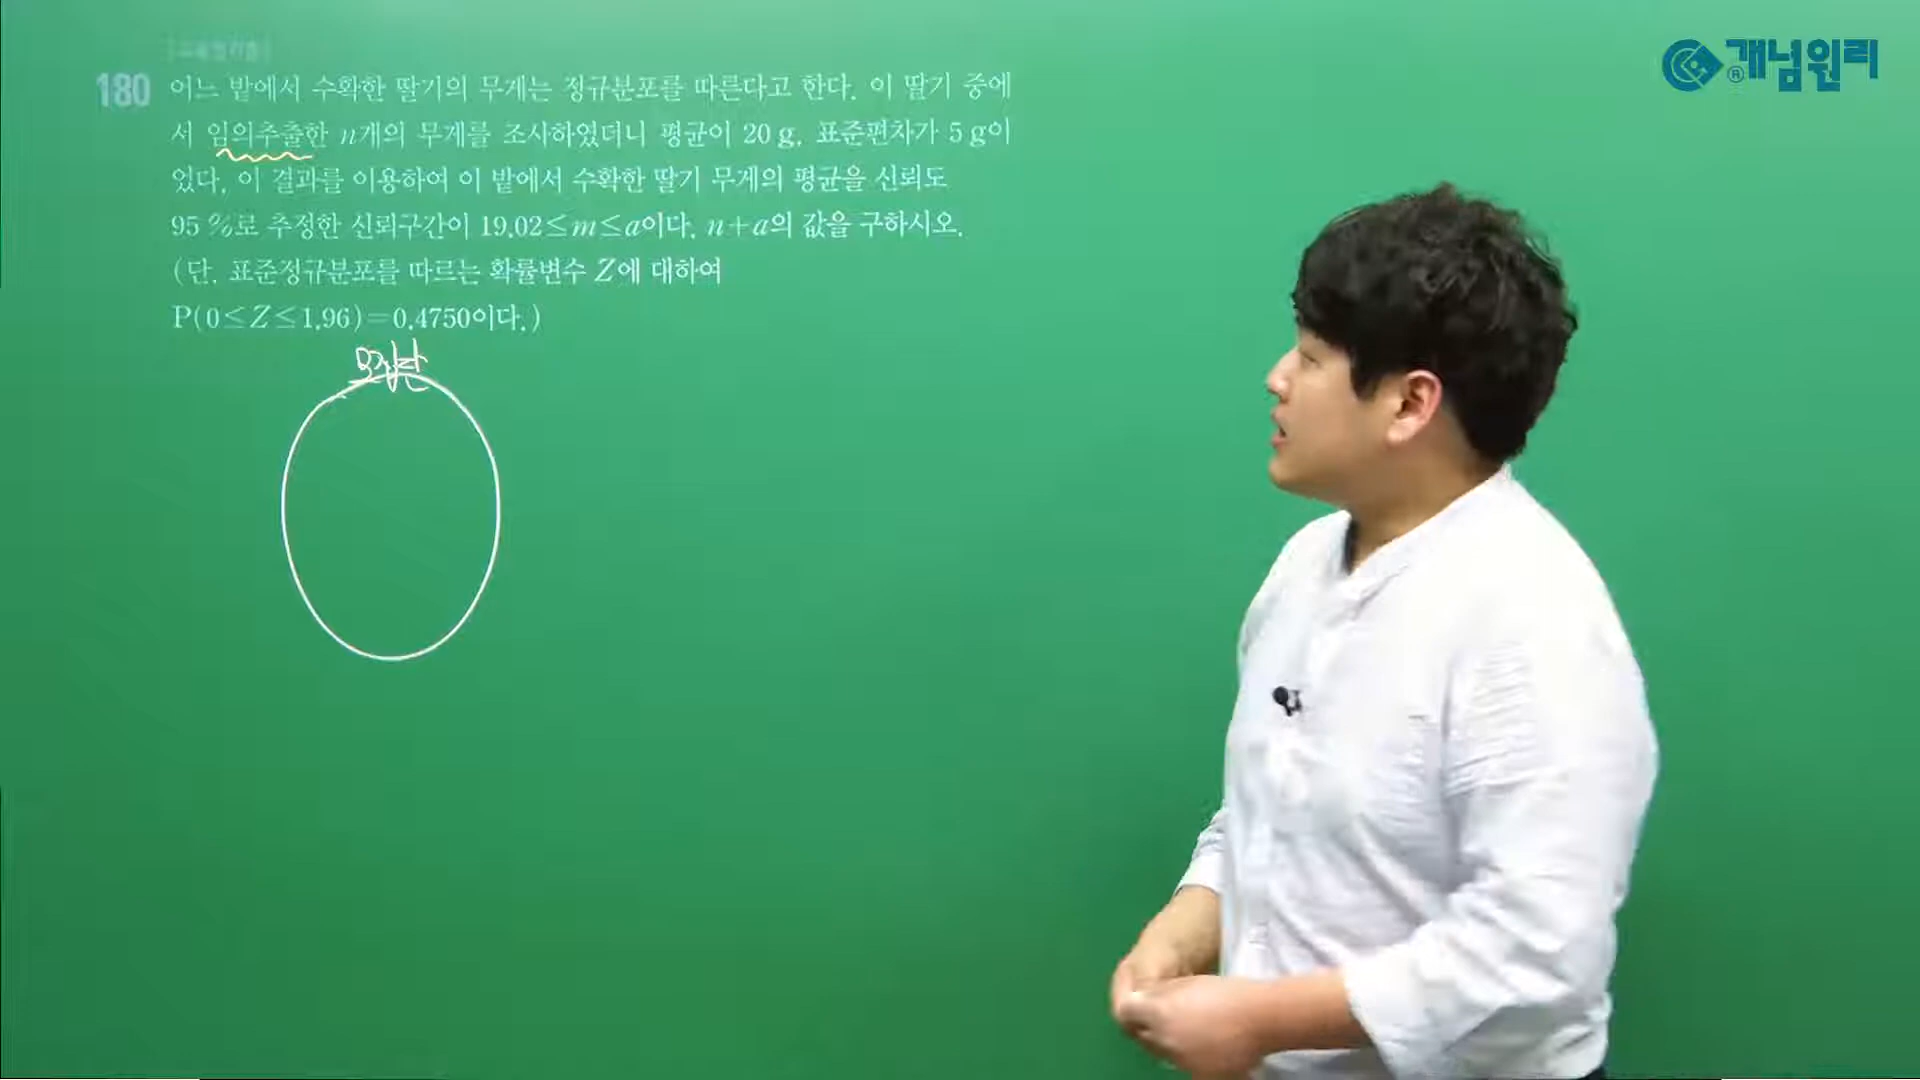 개념원리
®
180 어느 밭에서 수확한 딸기의 무게는 정규분포를 따른다고 한다. 이 딸기 중에
서 임의추출한 n개의 무게를 조사하였더니 평균이 20 g, 표준편차가 5 g이
었다. 이 결과를 이용하여 이 밭에서 수확한 딸기 무게의 평균을 신뢰도
95 %로 추정한 신뢰구간이 19.02≤m≤a이다. n+a의 값을 구하시오.
(단, 표준정규분포를 따르는 확률변수 Z에 대하여
P(0≤Z≤1.96)=0.4750이다.)
모집단